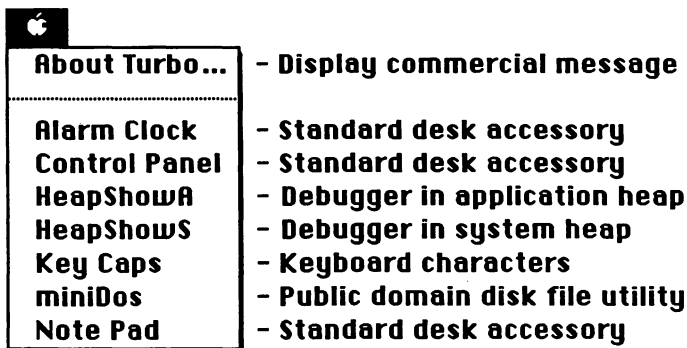 About Turbo... - Display commercial message
Alarm Clock - Standard desk accessory
Control Panel - Standard desk accessory
HeapShowA - Debugger in application heap
HeapShowS - Debugger in system heap
Key Caps - Keyboard characters
miniDos - Public domain disk file utility
Note Pad - Standard desk accessory